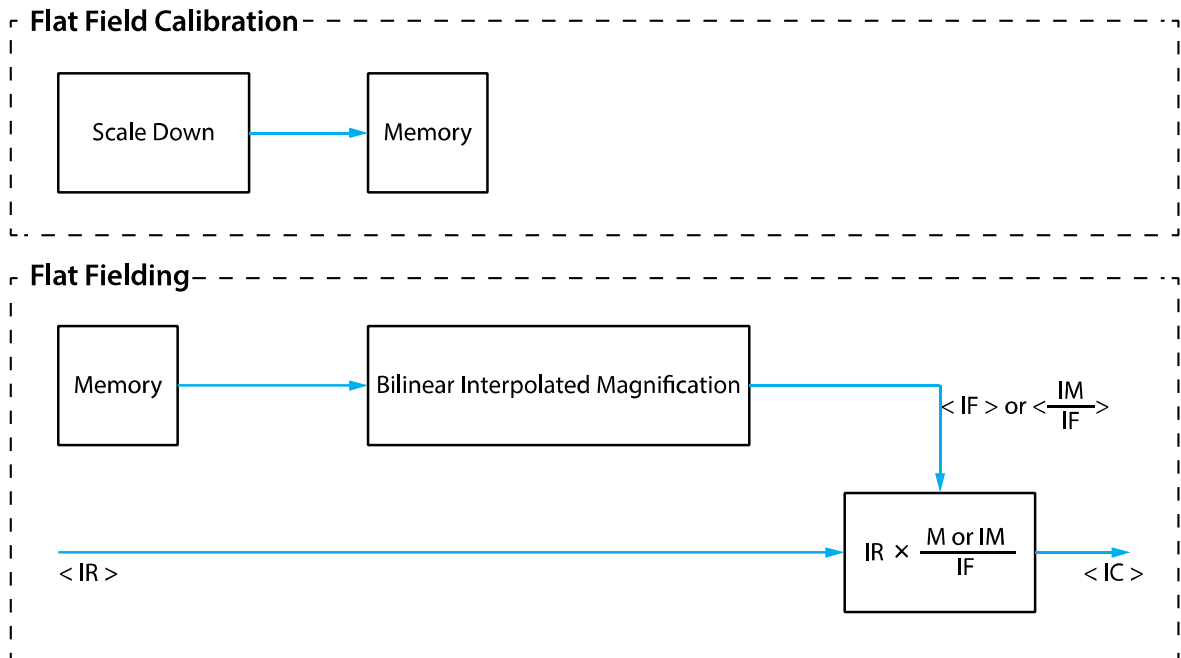 Flat Field Calibration
Scale Down
Memory
Flat Fielding
Memory
Bilinear Interpolated Magnification
< IF > or < IM / IF >
IR × M or IM / IF
< IR >
< IC >